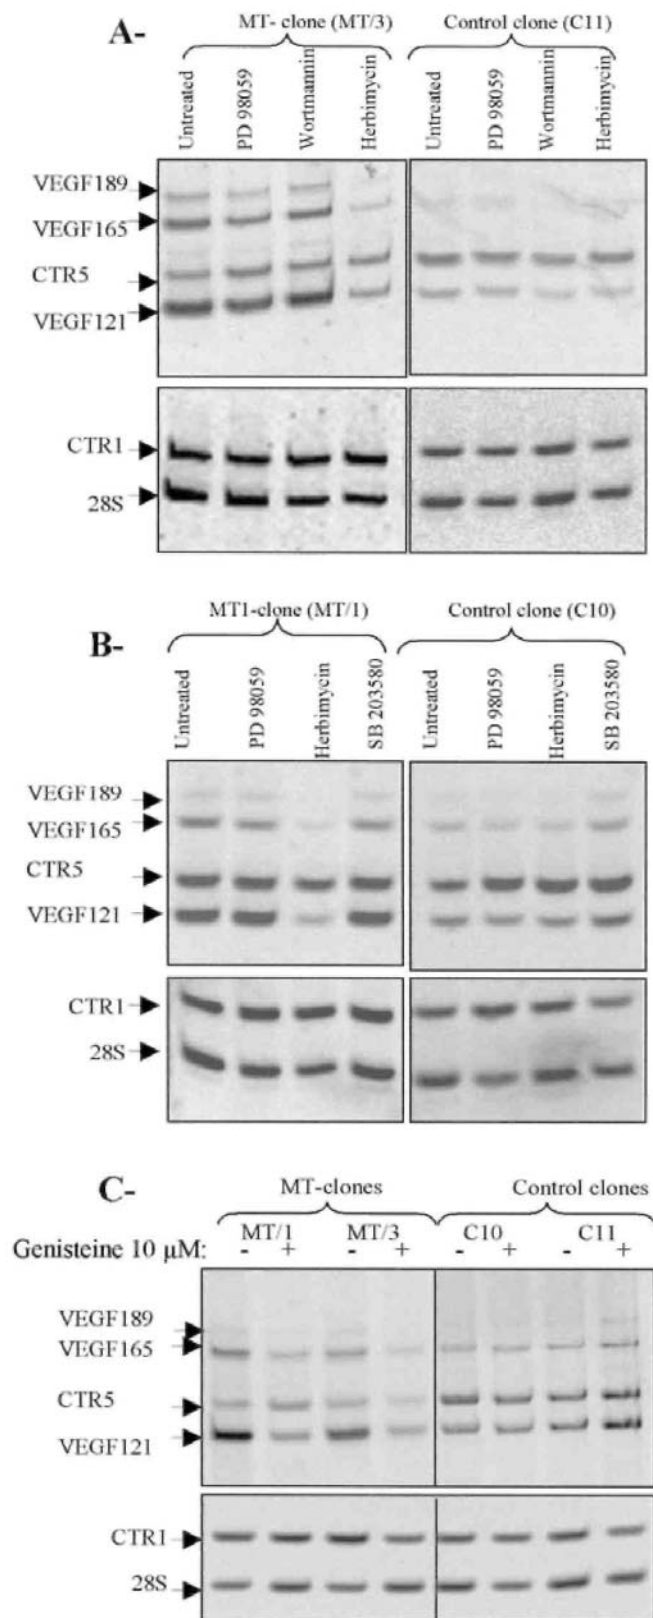 A-
MT- clone (MT/3) Control clone (C11)
Untreated PD 98059 Wortmannin Herbimycin Untreated PD 98059 Wortmannin Herbimycin
VEGF189
VEGF165
CTR5
VEGF121
CTR1
28S
B-
MT1-clone (MT/1) Control clone (C10)
Untreated PD 98059 Herbimycin SB 203580 Untreated PD 98059 Herbimycin SB 203580
VEGF189
VEGF165
CTR5
VEGF121
CTR1
28S
C-
MT-clones Control clones
MT/1 MT/3 C10 C11
Genisteine 10 µM: - + - + - + - +
VEGF189
VEGF165
CTR5
VEGF121
CTR1
28S